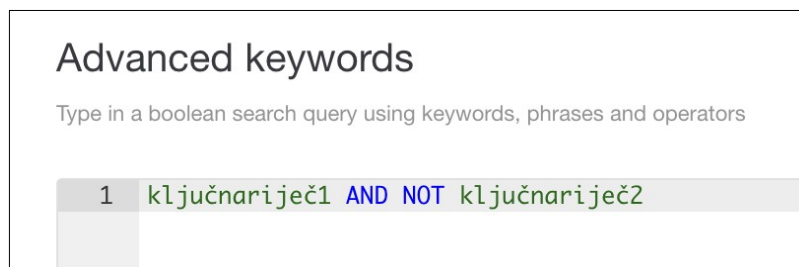 Advanced keywords
Type in a boolean search query using keywords, phrases and operators
1 ključnariječ1 AND NOT ključnariječ2